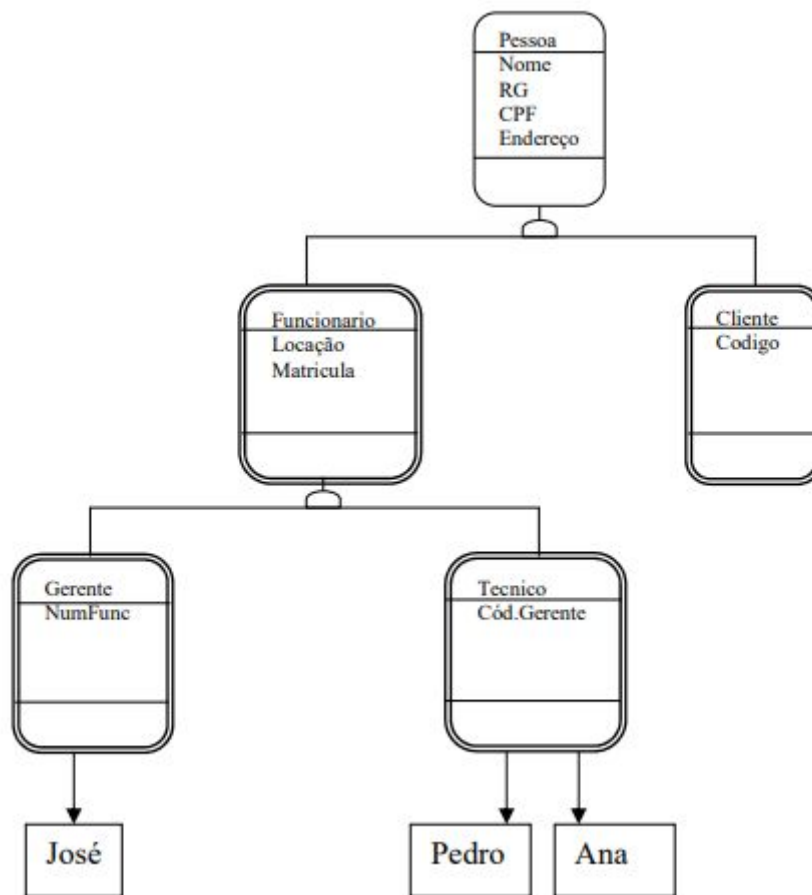 Pessoa
Nome
RG
CPF
Endereço
Funcionario
Locação
Matricula
Cliente
Codigo
Gerente
NumFunc
Tecnico
Cód.Gerente
José
Pedro
Ana